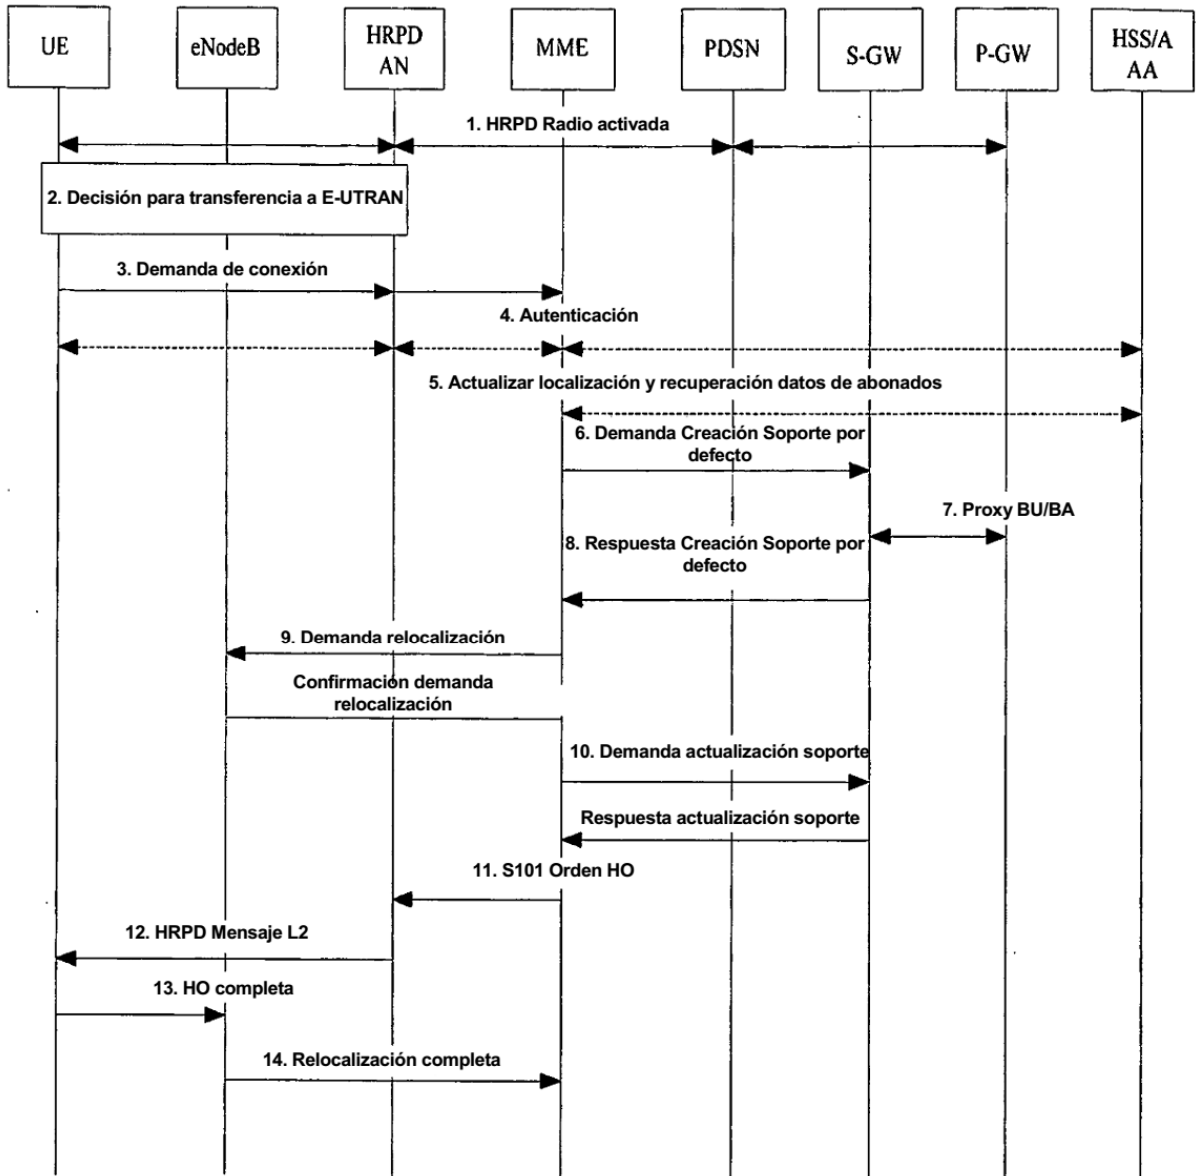 UE
eNodeB
HRPD
AN
MME
PDSN
S-GW
P-GW
HSS/A
AA
1. HRPD Radio activada
2. Decisión para transferencia a E-UTRAN
3. Demanda de conexión
4. Autenticación
5. Actualizar localización y recuperación datos de abonados
6. Demanda Creación Soporte por
defecto
7. Proxy BU/BA
8. Respuesta Creación Soporte por
defecto
9. Demanda relocalización
Confirmación demanda
relocalización
10. Demanda actualización soporte
Respuesta actualización soporte
11. S101 Orden HO
12. HRPD Mensaje L2
13. HO completa
14. Relocalización completa